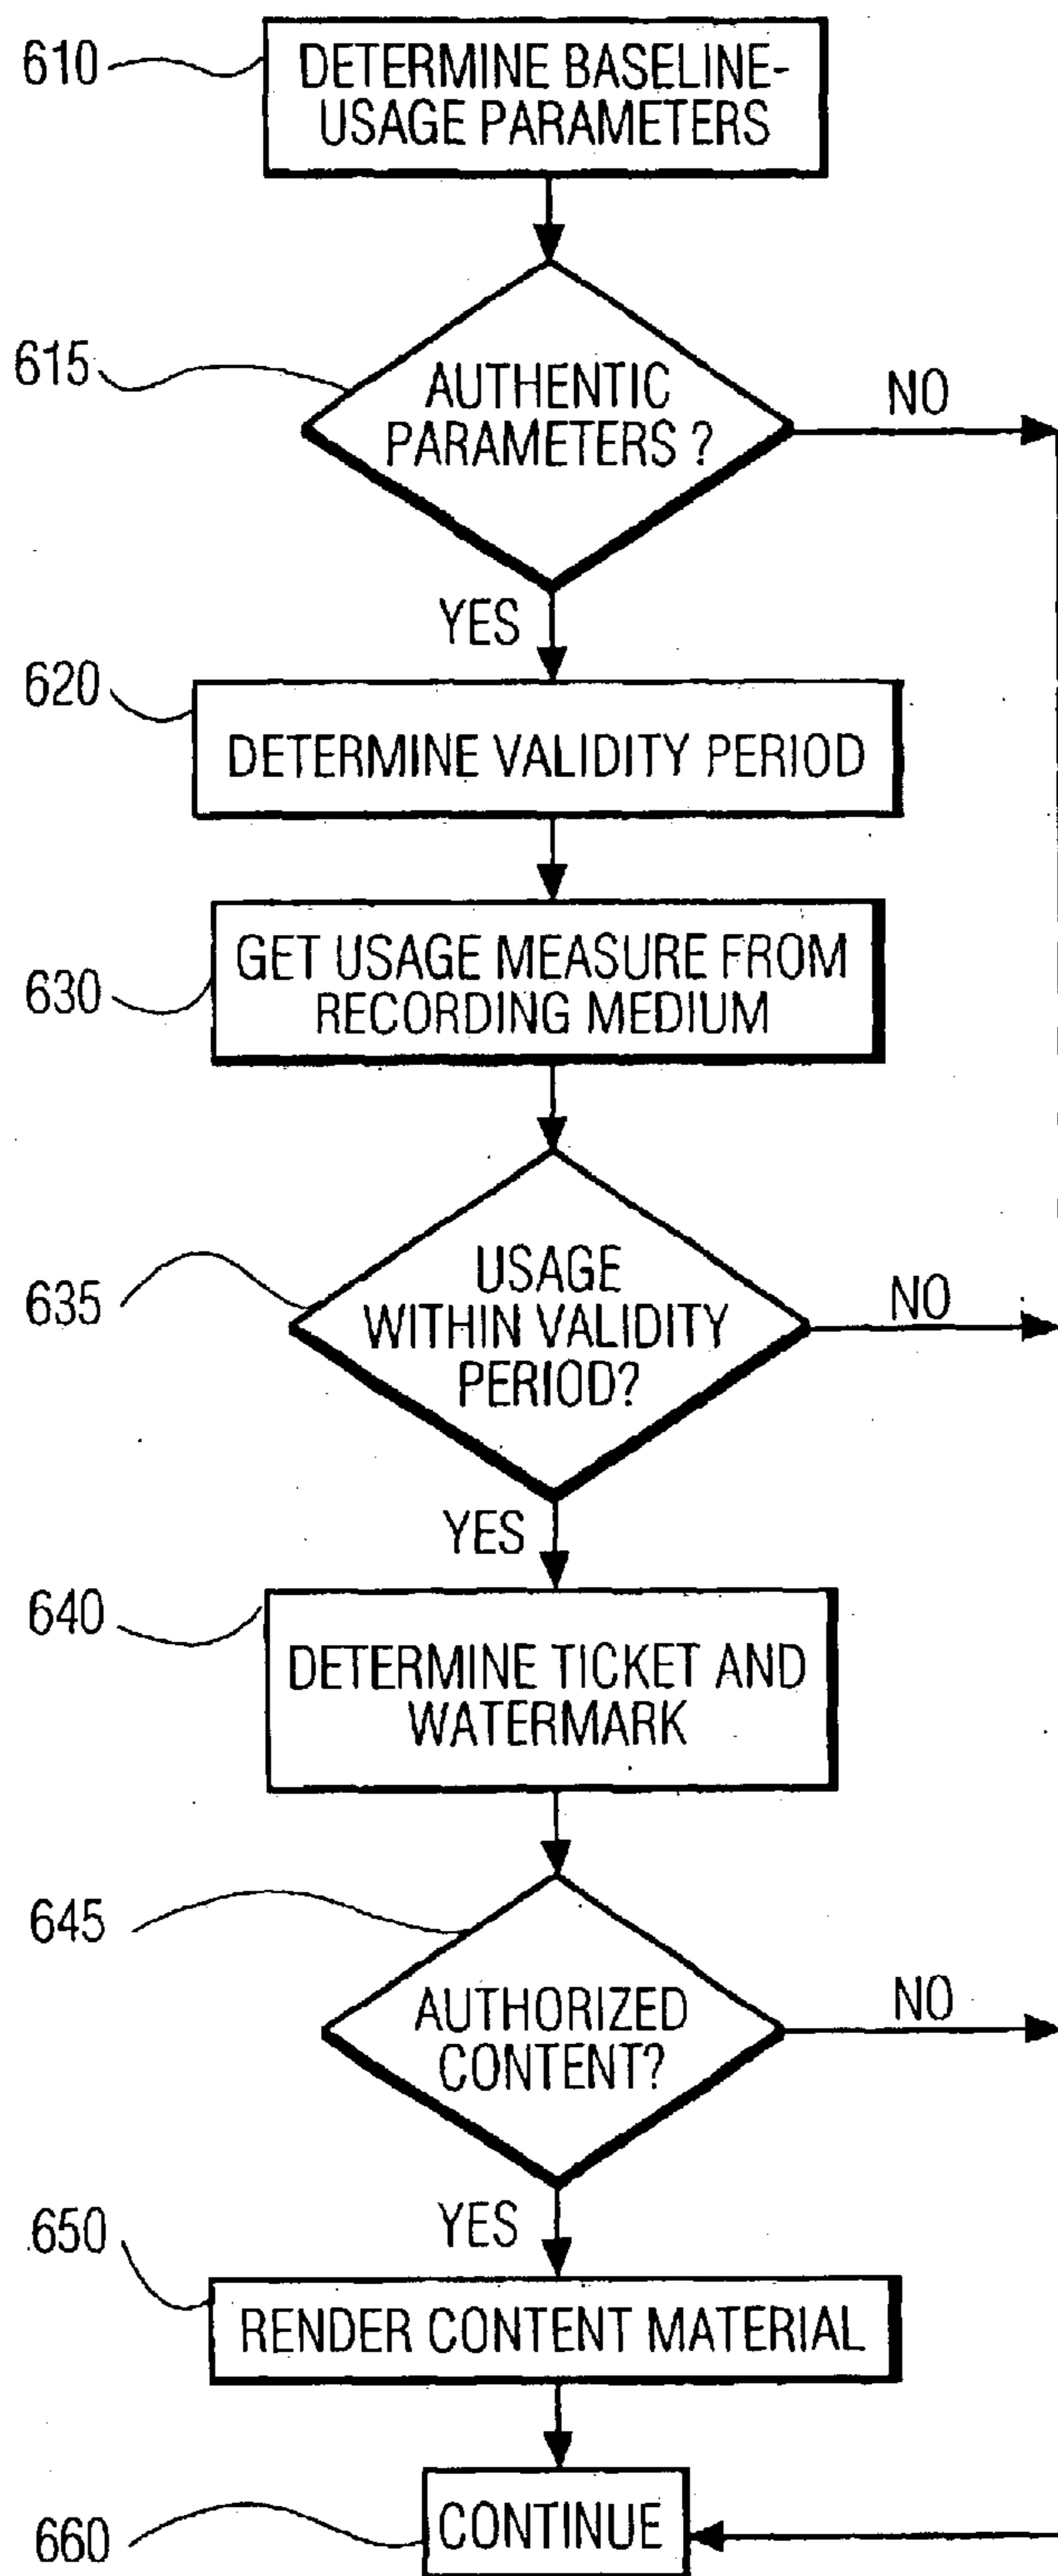 610
DETERMINE BASELINE-
USAGE PARAMETERS
615
AUTHENTIC
PARAMETERS ?
NO
YES
620
DETERMINE VALIDITY PERIOD
630
GET USAGE MEASURE FROM
RECORDING MEDIUM
635
USAGE
WITHIN VALIDITY
PERIOD?
NO
YES
640
DETERMINE TICKET AND
WATERMARK
645
AUTHORIZED
CONTENT?
NO
YES
650
RENDER CONTENT MATERIAL
660
CONTINUE